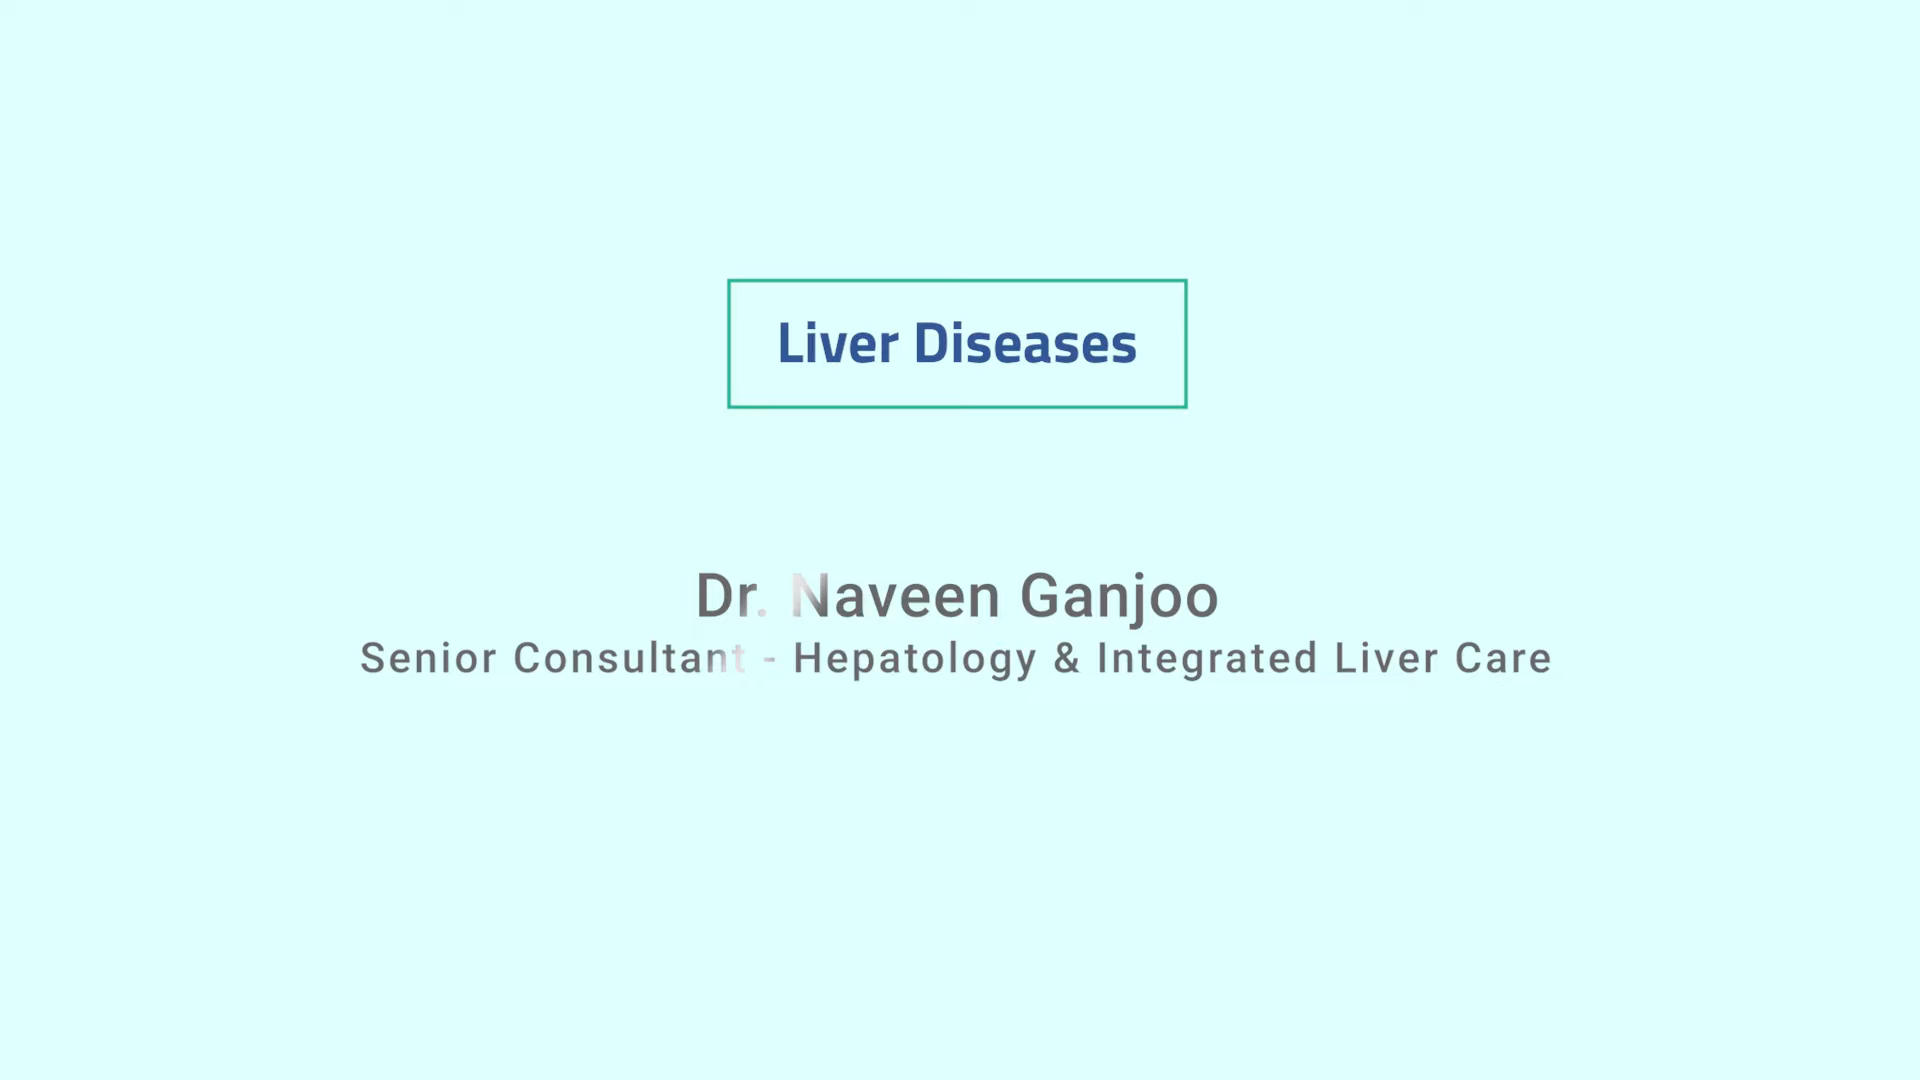 Liver Diseases
Dr. Naveen Ganjoo
Senior Consultant - Hepatology & Integrated Liver Care